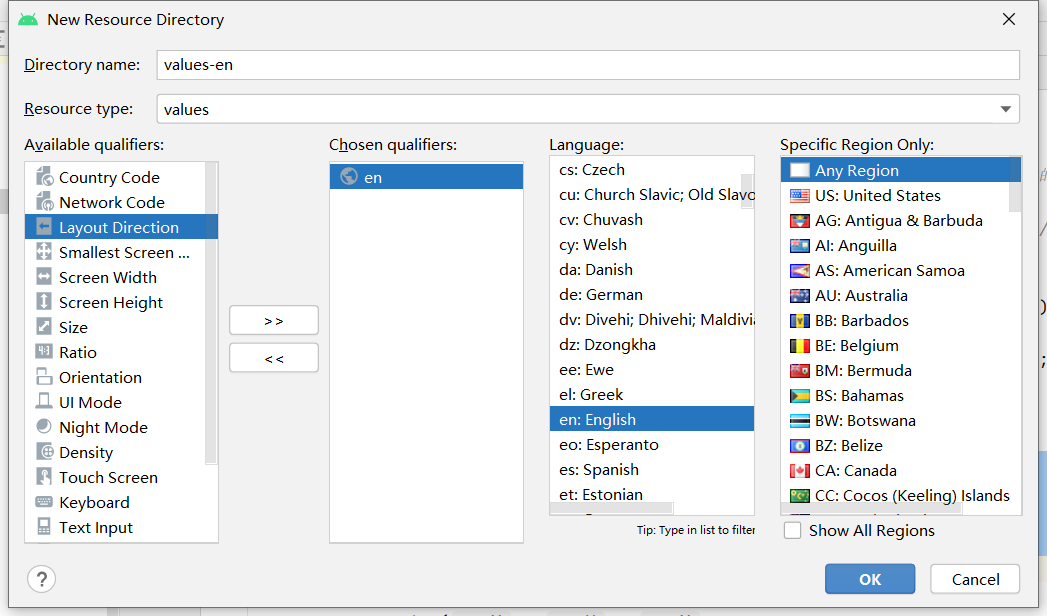 New Resource Directory
Directory name: values-en
Resource type: values
Available qualifiers:
Country Code
Network Code
Layout Direction
Smallest Screen ...
Screen Width
Screen Height
Size
Ratio
Orientation
UI Mode
Night Mode
Density
Touch Screen
Keyboard
Text Input
>>
<<
Chosen qualifiers:
en
Language:
cs: Czech
cu: Church Slavic; Old Slavo
cv: Chuvash
cy: Welsh
da: Danish
de: German
dv: Divehi; Dhivehi; Maldivia
dz: Dzongkha
ee: Ewe
el: Greek
en: English
eo: Esperanto
es: Spanish
et: Estonian
Tip: Type in list to filter
Specific Region Only:
Any Region
US: United States
AG: Antigua & Barbuda
AI: Anguilla
AS: American Samoa
AU: Australia
BB: Barbados
BE: Belgium
BM: Bermuda
BS: Bahamas
BW: Botswana
BZ: Belize
CA: Canada
CC: Cocos (Keeling) Islands
Show All Regions
?
OK
Cancel